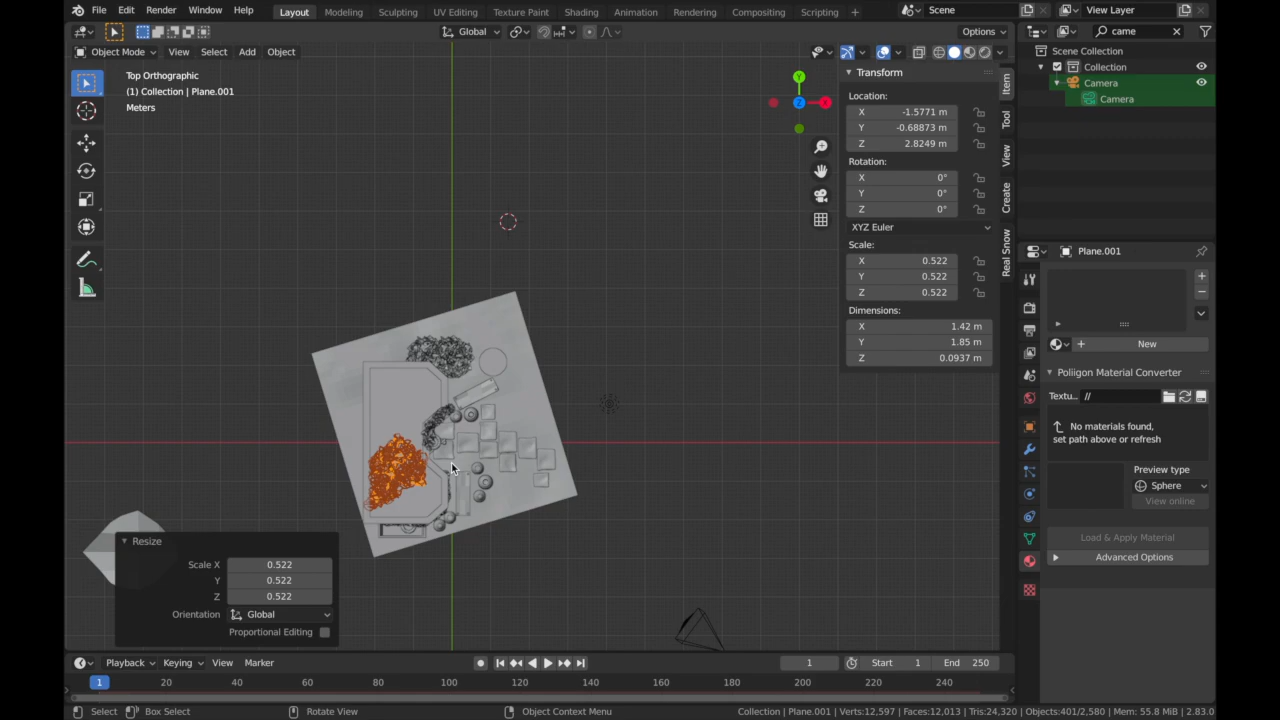 File Edit Render Window Help Layout Modeling Sculpting UV Editing Texture Paint Shading Animation Rendering Compositing Scripting + Scene View Layer
Object Mode View Select Add Object Global Options came
Top Orthographic
(1) Collection | Plane.001
Meters
Y
Z
X
Transform
Location:
X -1.5771 m
Y -0.68873 m
Z 2.8249 m
Rotation:
X 0°
Y 0°
Z 0°
XYZ Euler
Scale:
X 0.522
Y 0.522
Z 0.522
Dimensions:
X 1.42 m
Y 1.85 m
Z 0.0937 m
Item
Tool
View
Create
Real Snow
Scene Collection
Collection
Camera
Camera
Plane.001
+ New
Poliigon Material Converter
Textu... //
No materials found,
set path above or refresh
Preview type
Sphere
View online
Load & Apply Material
Advanced Options
Resize
Scale X 0.522
Y 0.522
Z 0.522
Orientation Global
Proportional Editing
Playback Keying View Marker 1 Start 1 End 250
1 20 40 60 80 100 120 140 160 180 200 220 240
Select Box Select Rotate View Object Context Menu Collection | Plane.001 | Verts:12,597 | Faces:12,013 | Tris:24,320 | Objects:401/2,580 | Mem: 55.8 MiB | 2.83.0